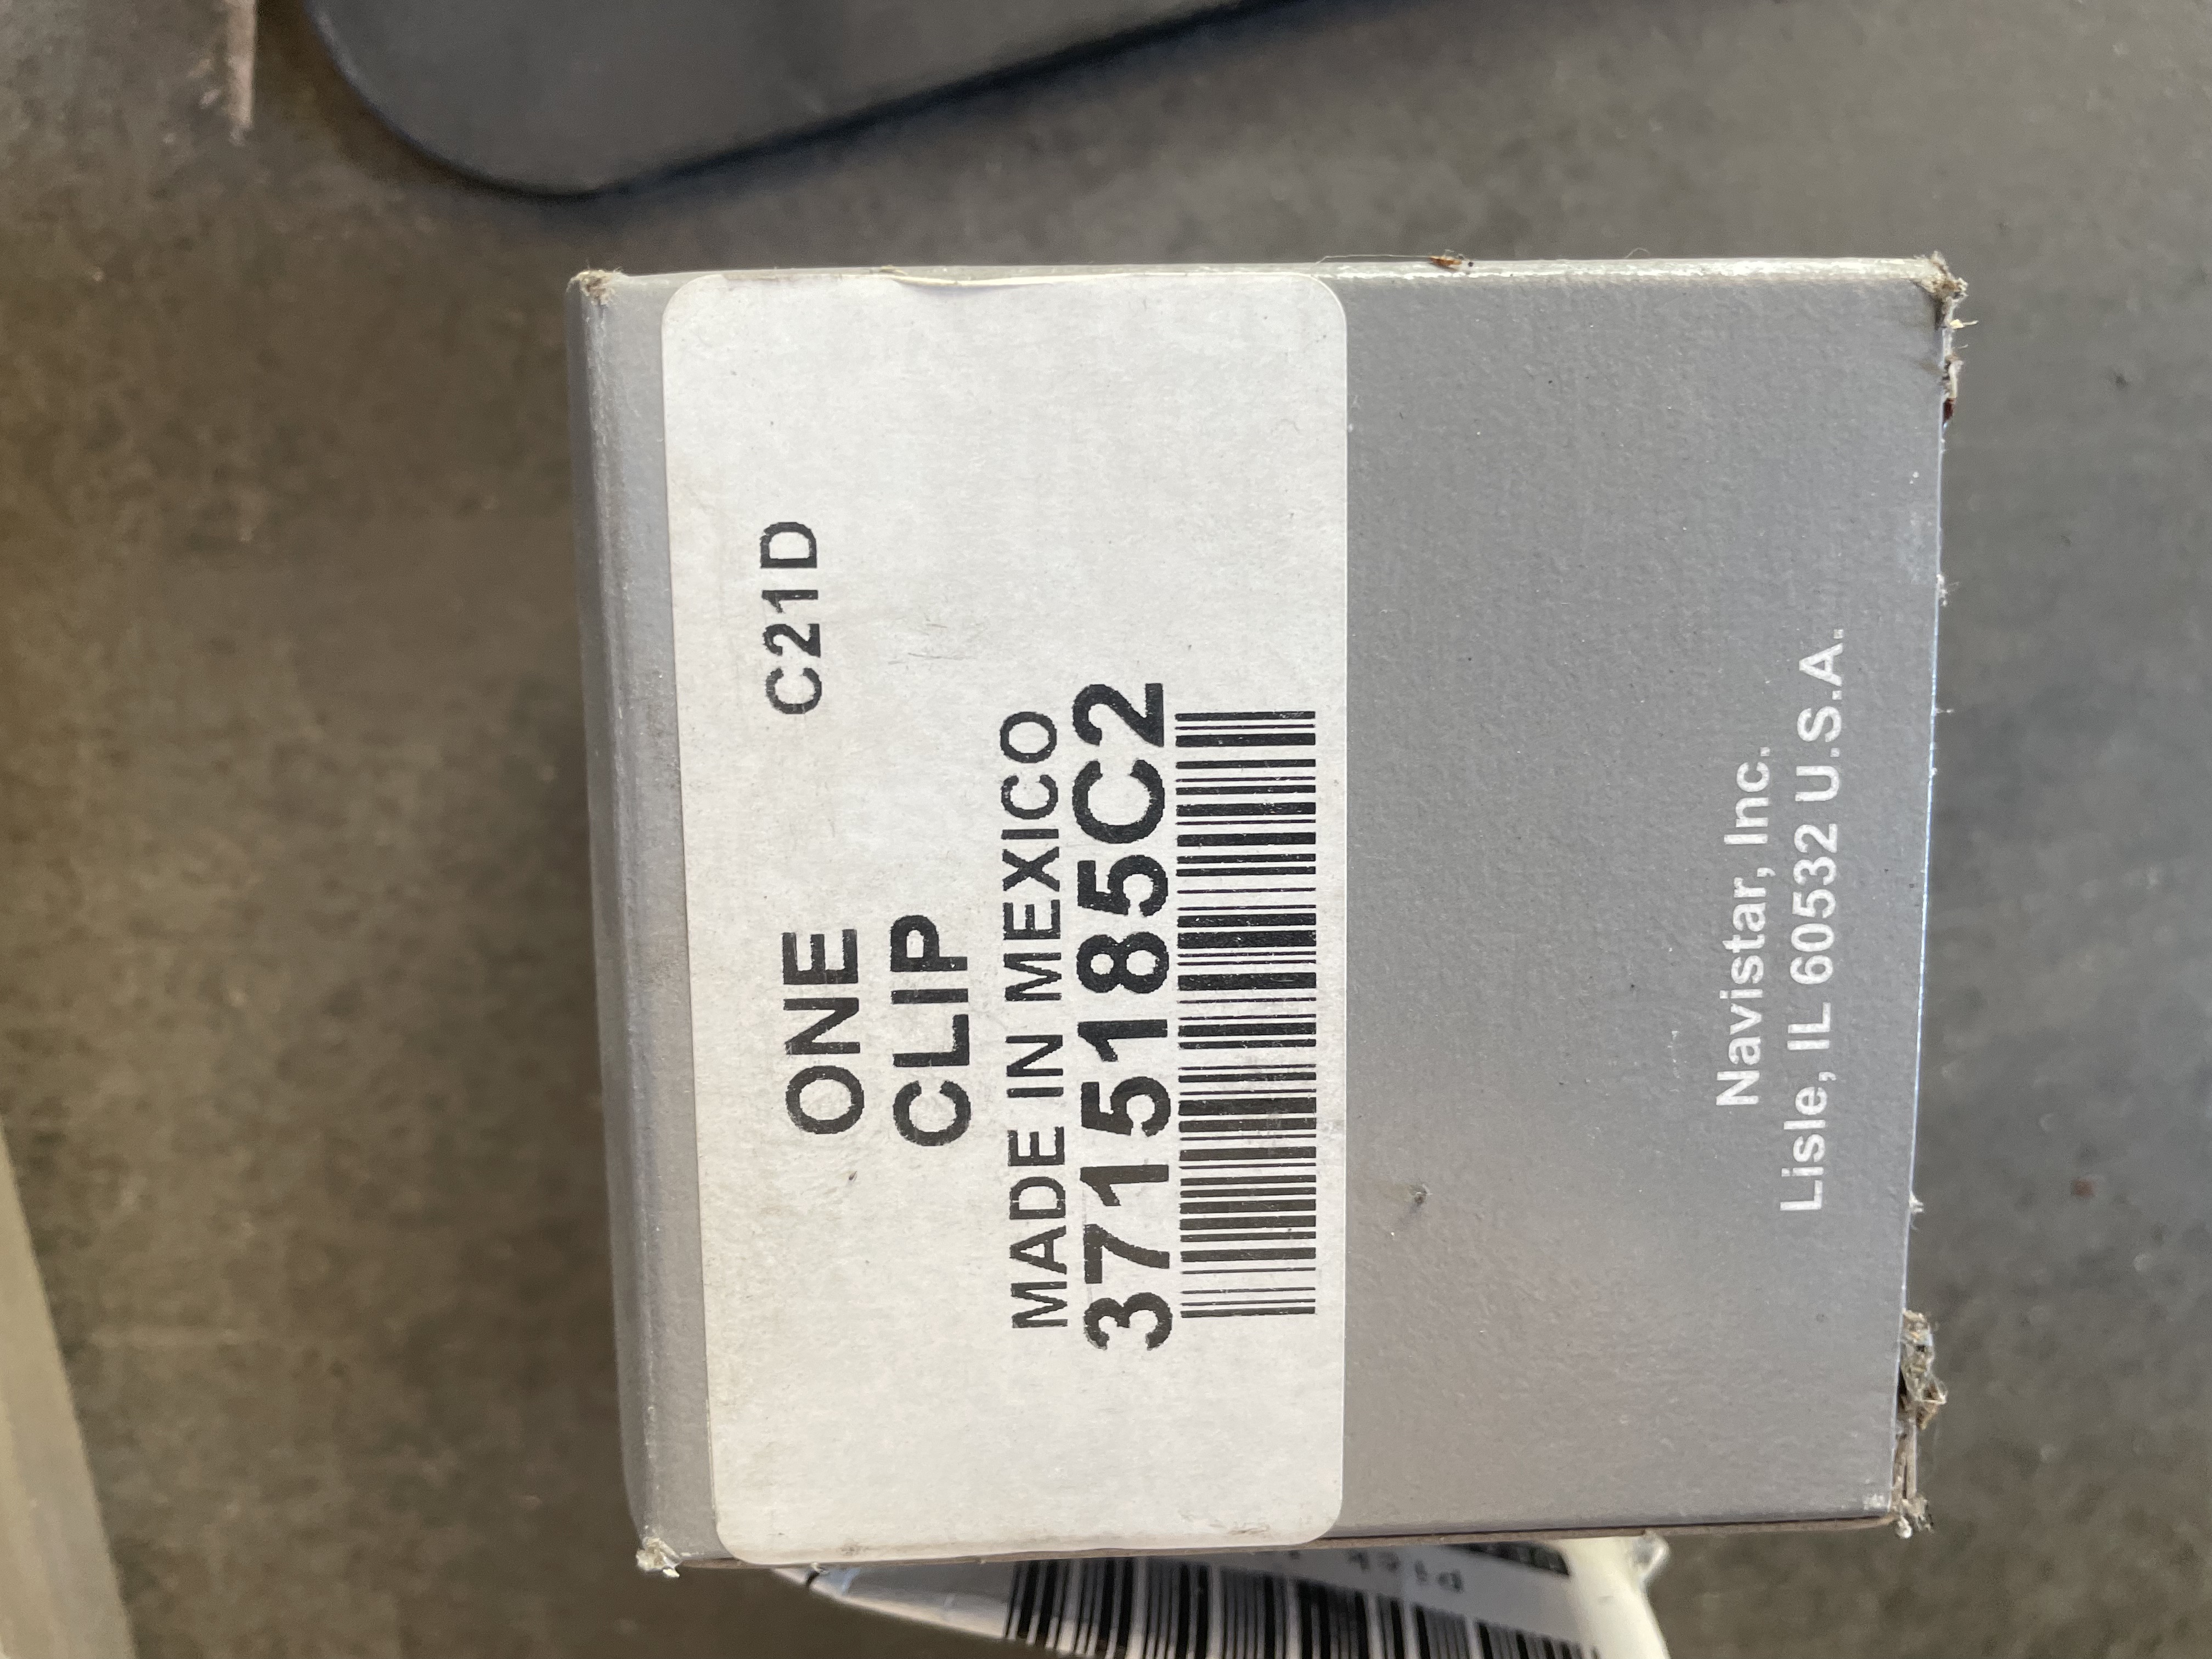 C21D
ONE
CLIP
MADE IN MEXICO
3715185C2
Navistar, Inc.
Lisle, IL 60532 U.S.A.